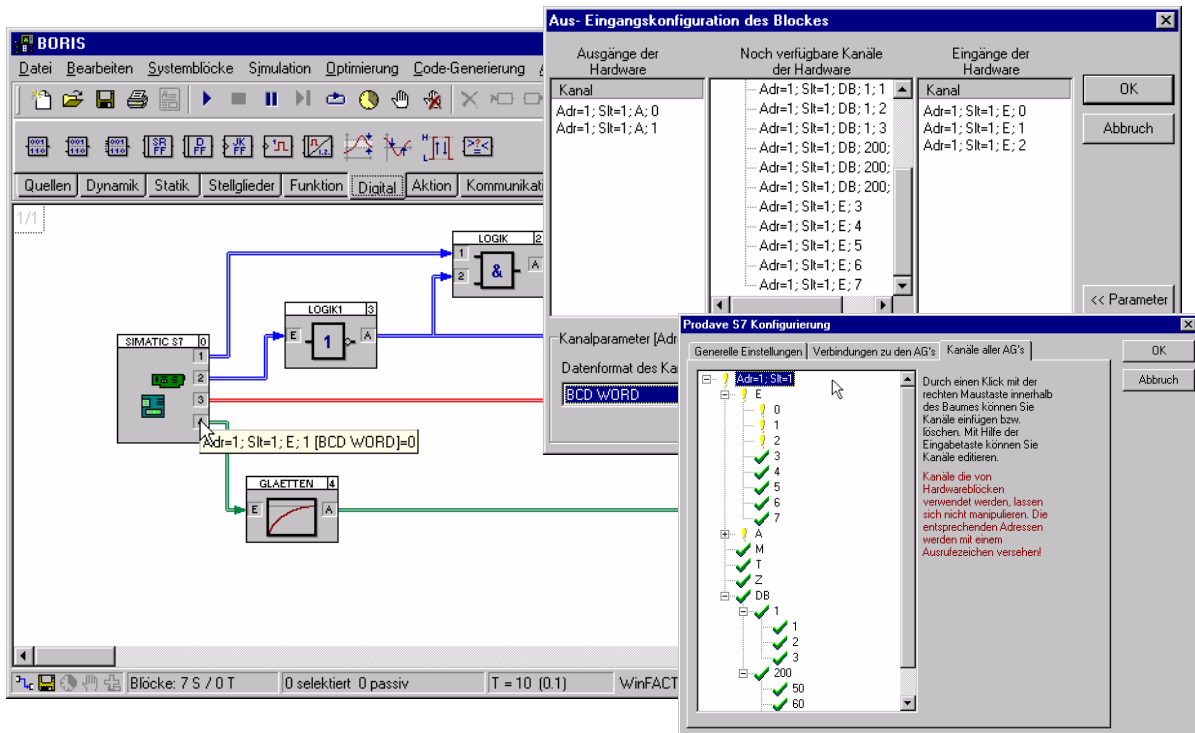 BORIS
Datei Bearbeiten Systemblöcke Simulation Optimierung Code-Generierung
SR FF
D FF
JK FF
1,2
Quellen Dynamik Statik Stellglieder Funktion Digital Aktion Kommunikati
1/1
LOGIK 2
1
2
&
A
LOGIK1 3
E
1
A
SIMATIC S7 0
1
2
3
Adr=1; Slt=1; E; 1 [BCD WORD]=0
GLAETTEN 4
E
A
Blöcke: 7 S / 0 T
0 selektiert 0 passiv
T = 10 (0.1)
WinFACT
Aus- Eingangskonfiguration des Blockes
Ausgänge der
Hardware
Kanal
Adr=1; Slt=1; A; 0
Adr=1; Slt=1; A; 1
Noch verfügbare Kanäle
der Hardware
Adr=1; Slt=1; DB; 1; 1
Adr=1; Slt=1; DB; 1; 2
Adr=1; Slt=1; DB; 1; 3
Adr=1; Slt=1; DB; 200;
Adr=1; Slt=1; DB; 200;
Adr=1; Slt=1; DB; 200;
Adr=1; Slt=1; E; 3
Adr=1; Slt=1; E; 4
Adr=1; Slt=1; E; 5
Adr=1; Slt=1; E; 6
Adr=1; Slt=1; E; 7
Eingänge der
Hardware
Kanal
Adr=1; Slt=1; E; 0
Adr=1; Slt=1; E; 1
Adr=1; Slt=1; E; 2
OK
Abbruch
<< Parameter
Kanalparameter [Adr
Datenformat des Ka
BCD WORD
Prodave S7 Konfigurierung
Generelle Einstellungen Verbindungen zu den AG's Kanäle aller AG's
Adr=1; Slt=1
E
0
1
2
3
4
5
6
7
A
M
T
Z
DB
1
1
2
3
200
50
60
Durch einen Klick mit der
rechten Maustaste innerhalb
des Baumes können Sie
Kanäle einfügen bzw.
löschen. Mit Hilfe der
Eingabetaste können Sie
Kanäle editieren.
Kanäle die von
Hardwareblöcken
verwendet werden, lassen
sich nicht manipulieren. Die
entsprechenden Adressen
werden mit einem
Ausrufezeichen versehen!
OK
Abbruch